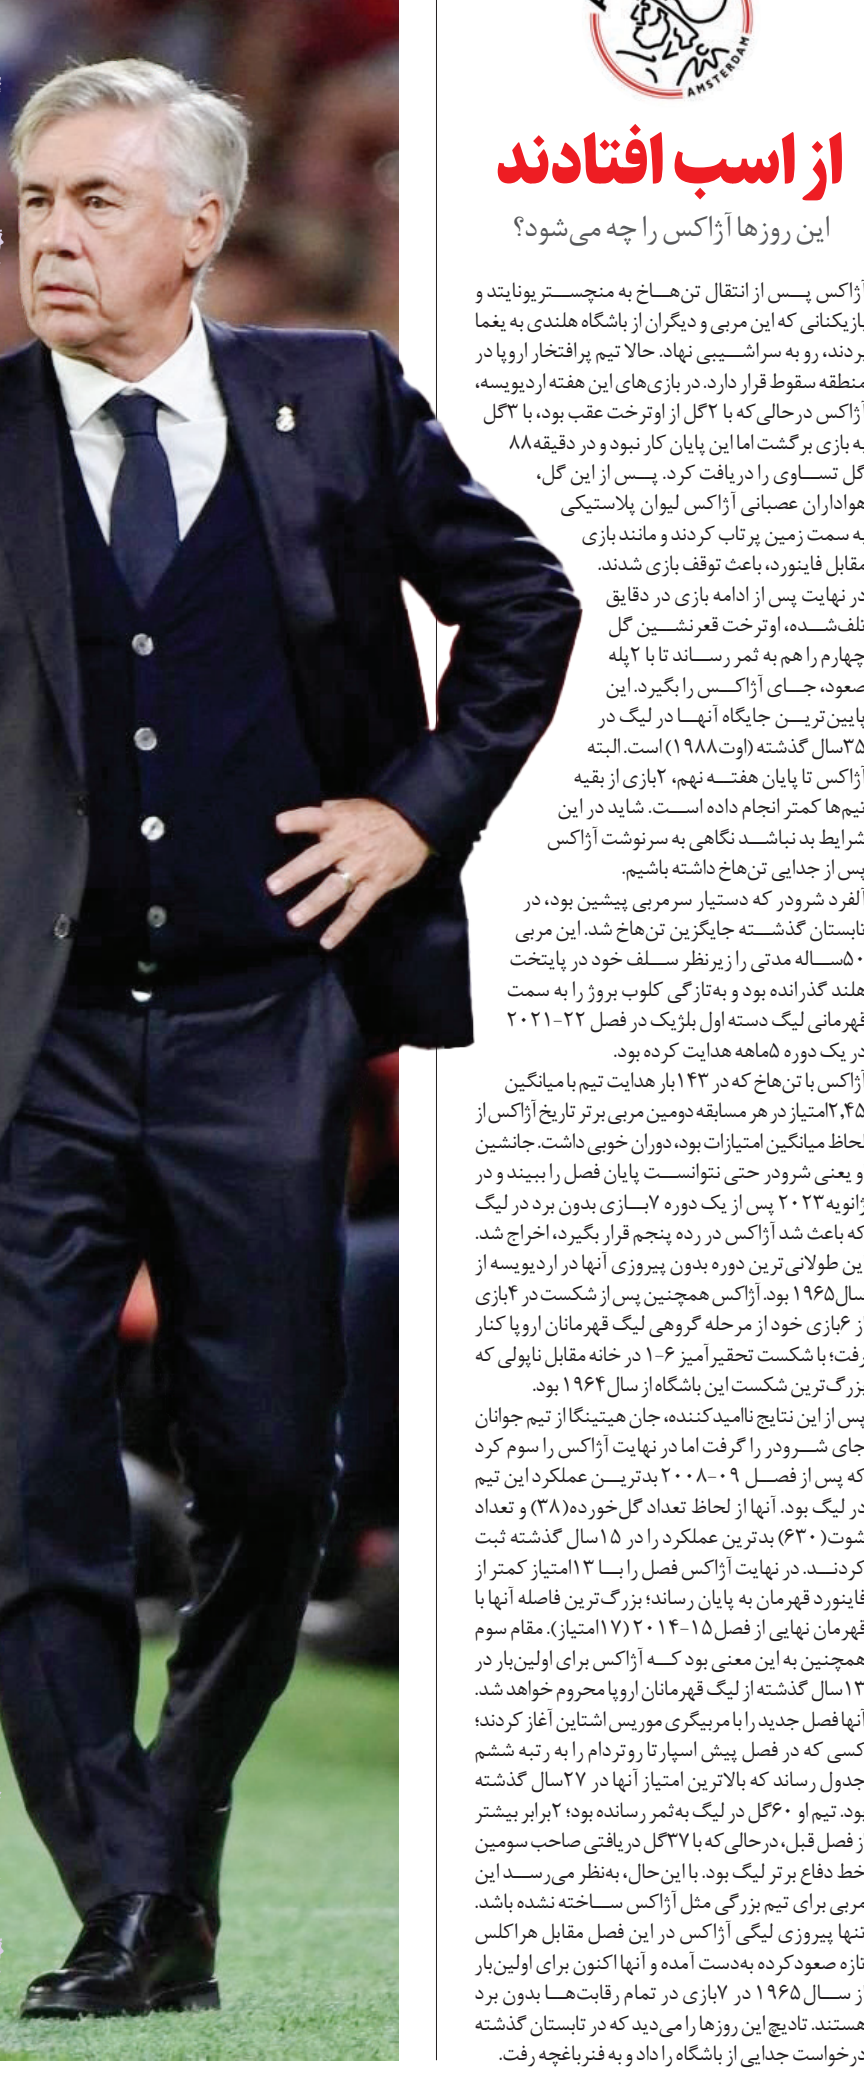 AMSTERDAM
از اسب افتادند
این روزها آژاکس را چه می‌شود؟
آژاکس پس از انتقال تن‌هاخ به منچستریونایتد و
بازیکنانی که این مربی و دیگران از باشگاه هلندی به یغما
بردند، رو به سراشیبی نهاد. حالا تیم پرافتخار اروپا در
منطقه سقوط قرار دارد. در بازی‌های این هفته اردیویسه،
آژاکس درحالی‌که با ۲گل از اوترخت عقب بود، با ۳گل
به بازی برگشت اما این پایان کار نبود و در دقیقه۸۸
گل تساوی را دریافت کرد. پس از این گل،
هواداران عصبانی آژاکس لیوان پلاستیکی
به سمت زمین پرتاب کردند و مانند بازی
مقابل فاینورد، باعث توقف بازی شدند.
در نهایت پس از ادامه بازی در دقایق
تلف‌شده، اوترخت قعرنشین گل
چهارم را هم به ثمر رساند تا با ۲پله
صعود، جای آژاکس را بگیرد. این
پایین‌ترین جایگاه آنها در لیگ در
۳۵سال گذشته (اوت۱۹۸۸) است. البته
آژاکس تا پایان هفته نهم، ۲بازی از بقیه
تیم‌ها کمتر انجام داده است. شاید در این
شرایط بد نباشد نگاهی به سرنوشت آژاکس
پس از جدایی تن‌هاخ داشته باشیم.
آلفرد شرودر که دستیار سرمربی پیشین بود، در
تابستان گذشته جایگزین تن‌هاخ شد. این مربی
۵۰ساله مدتی را زیرنظر سلف خود در پایتخت
هلند گذرانده بود و به‌تازگی کلوب بروژ را به سمت
قهرمانی لیگ دسته اول بلژیک در فصل ۲۲-۲۰۲۱
در یک دوره ۵ماهه هدایت کرده بود.
آژاکس با تن‌هاخ که در ۱۴۳بار هدایت تیم با میانگین
۲,۴۵امتیاز در هر مسابقه دومین مربی برتر تاریخ آژاکس از
لحاظ میانگین امتیازات بود، دوران خوبی داشت. جانشین
او یعنی شرودر حتی نتوانست پایان فصل را ببیند و در
ژانویه۲۰۲۳ پس از یک دوره ۷بازی بدون برد در لیگ
که باعث شد آژاکس در رده پنجم قرار بگیرد، اخراج شد.
این طولانی‌ترین دوره بدون پیروزی آنها در اردیویسه از
سال۱۹۶۵ بود. آژاکس همچنین پس از شکست در ۴بازی
از ۶بازی خود از مرحله گروهی لیگ قهرمانان اروپا کنار
رفت؛ با شکست تحقیرآمیز ۶-۱ در خانه مقابل ناپولی که
بزرگ‌ترین شکست این باشگاه از سال۱۹۶۴ بود.
پس از این نتایج ناامیدکننده، جان هیتینگا از تیم جوانان
جای شرودر را گرفت اما در نهایت آژاکس را سوم کرد
که پس از فصل ۰۹-۲۰۰۸ بدترین عملکرد این تیم
در لیگ بود. آنها از لحاظ تعداد گل‌خورده(۳۸) و تعداد
شوت(۶۳۰) بدترین عملکرد را در ۱۵سال گذشته ثبت
کردند. در نهایت آژاکس فصل را با ۱۳امتیاز کمتر از
فاینورد قهرمان به پایان رساند؛ بزرگ‌ترین فاصله آنها با
قهرمان نهایی از فصل۱۵-۲۰۱۴ (۱۷امتیاز). مقام سوم
همچنین به این معنی بود که آژاکس برای اولین‌بار در
۱۳سال گذشته از لیگ قهرمانان اروپا محروم خواهد شد.
آنها فصل جدید را با مربیگری موریس اشتاین آغاز کردند؛
کسی که در فصل پیش اسپارتا روتردام را به رتبه ششم
جدول رساند که بالاترین امتیاز آنها در ۲۷سال گذشته
بود. تیم او ۶۰گل در لیگ به‌ثمر رسانده بود؛ ۲برابر بیشتر
از فصل قبل، درحالی‌که با ۳۷گل دریافتی صاحب سومین
خط دفاع برتر لیگ بود. با این‌حال، به‌نظر می‌رسد این
مربی برای تیم بزرگی مثل آژاکس ساخته نشده باشد.
تنها پیروزی لیگی آژاکس در این فصل مقابل هراکلس
تازه صعودکرده به‌دست آمده و آنها اکنون برای اولین‌بار
از سال۱۹۶۵ در ۷بازی در تمام رقابت‌ها بدون برد
هستند. تادیچ این روزها را می‌دید که در تابستان گذشته
درخواست جدایی از باشگاه را داد و به فنرباغچه رفت.